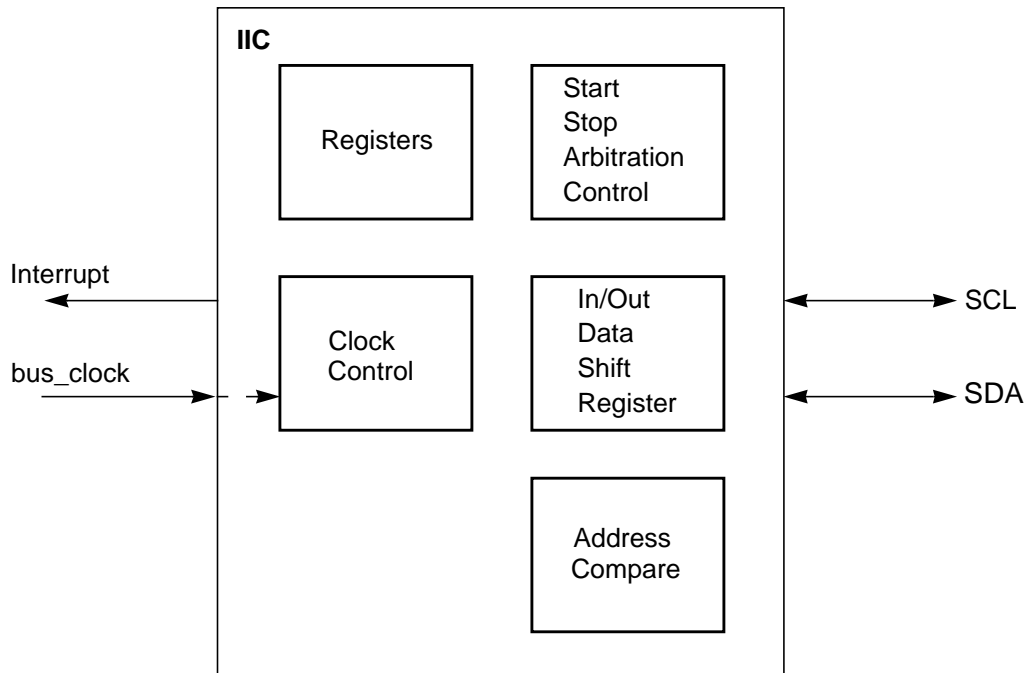 IIC
Registers
Start
Stop
Arbitration
Control
Interrupt
bus_clock
Clock
Control
In/Out
Data
Shift
Register
SCL
SDA
Address
Compare